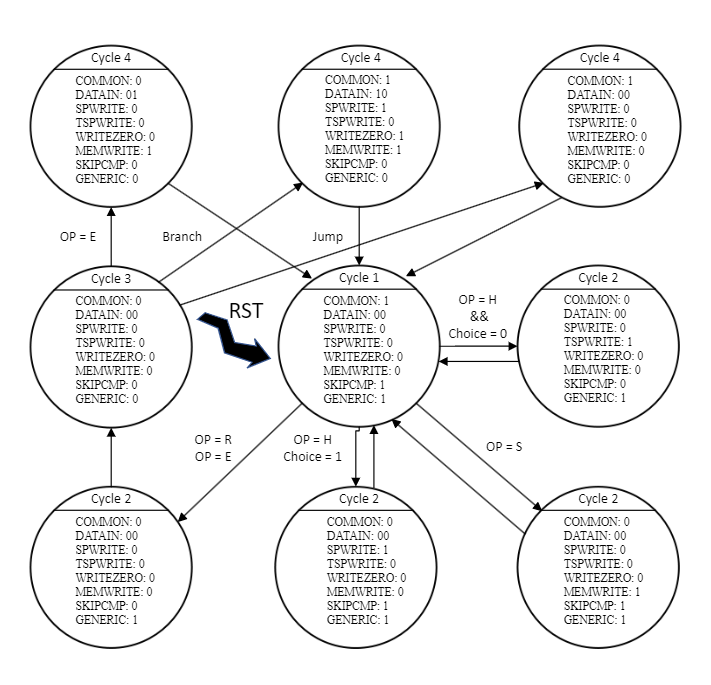 Cycle 4
COMMON: 0
DATAIN: 01
SPWRITE: 0
TSPWRITE: 0
WRITEZERO: 0
MEMWRITE: 1
SKIPCMP: 0
GENERIC: 0
Cycle 4
COMMON: 1
DATAIN: 10
SPWRITE: 1
TSPWRITE: 0
WRITEZERO: 1
MEMWRITE: 1
SKIPCMP: 0
GENERIC: 0
Cycle 4
COMMON: 1
DATAIN: 00
SPWRITE: 0
TSPWRITE: 0
WRITEZERO: 0
MEMWRITE: 0
SKIPCMP: 0
GENERIC: 0
OP = E
Branch
Jump
Cycle 3
COMMON: 0
DATAIN: 00
SPWRITE: 0
TSPWRITE: 0
WRITEZERO: 0
MEMWRITE: 0
SKIPCMP: 0
GENERIC: 0
RST
Cycle 1
COMMON: 1
DATAIN: 00
SPWRITE: 0
TSPWRITE: 0
WRITEZERO: 0
MEMWRITE: 0
SKIPCMP: 1
GENERIC: 1
OP = H
&&
Choice = 0
Cycle 2
COMMON: 0
DATAIN: 00
SPWRITE: 0
TSPWRITE: 1
WRITEZERO: 0
MEMWRITE: 0
SKIPCMP: 0
GENERIC: 1
OP = R
OP = E
OP = H
Choice = 1
OP = S
Cycle 2
COMMON: 0
DATAIN: 00
SPWRITE: 0
TSPWRITE: 0
WRITEZERO: 0
MEMWRITE: 0
SKIPCMP: 0
GENERIC: 1
Cycle 2
COMMON: 0
DATAIN: 00
SPWRITE: 1
TSPWRITE: 0
WRITEZERO: 0
MEMWRITE: 0
SKIPCMP: 1
GENERIC: 1
Cycle 2
COMMON: 0
DATAIN: 00
SPWRITE: 0
TSPWRITE: 0
WRITEZERO: 0
MEMWRITE: 1
SKIPCMP: 1
GENERIC: 1